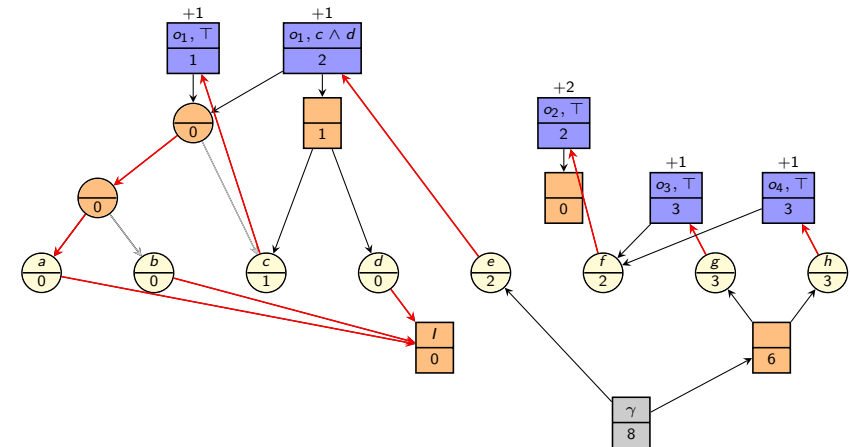 +1 +1
o₁, ⊤ o₁, c ∧ d
1 2
+2
o₂, ⊤
2
0 1
+1 +1
o₃, ⊤ o₄, ⊤
3 3
0 0
a b c d e f g h
0 0 1 0 2 2 3 3
I
0 6
γ
8